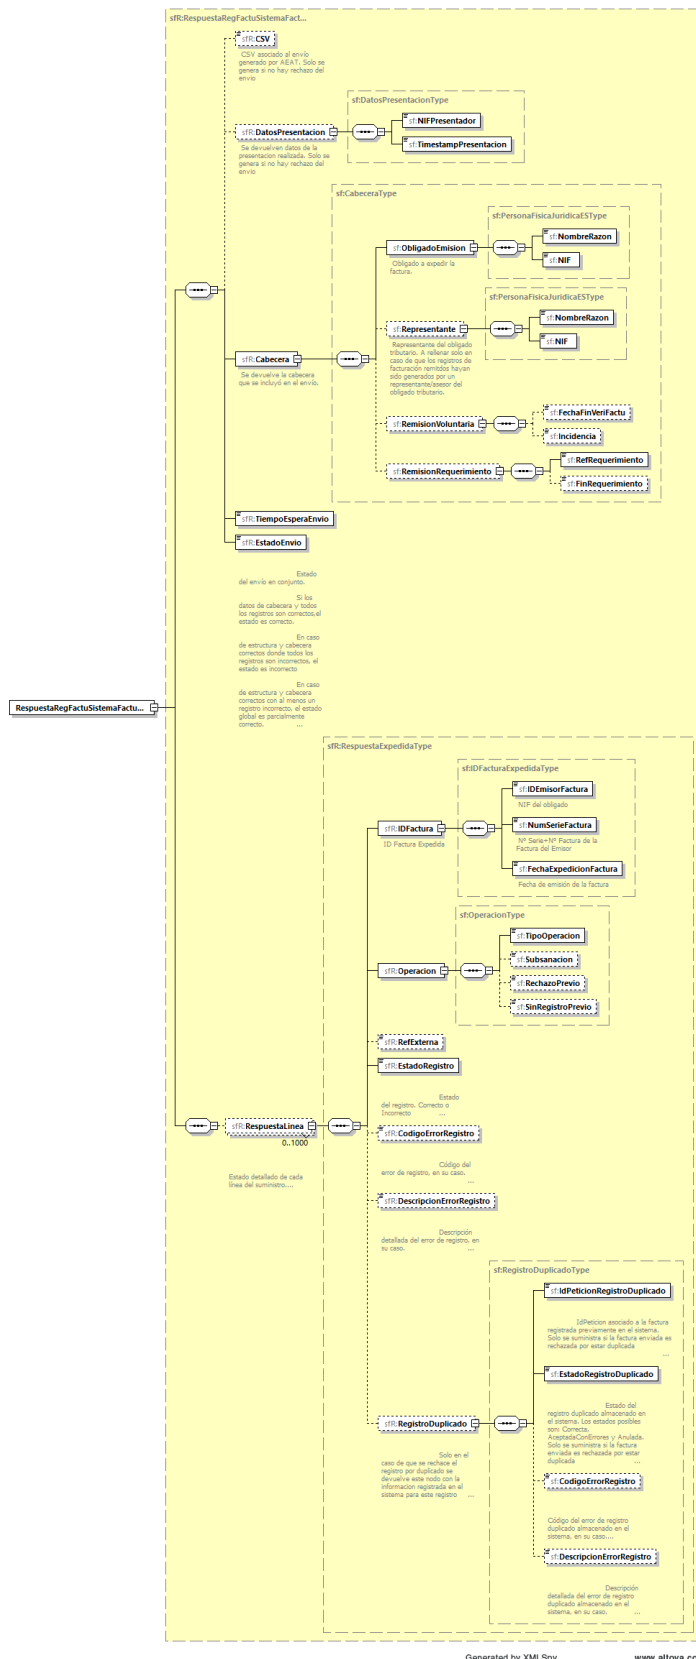 sfR:RespuestaRegFactuSistemaFact...
sfR:CSV
CSV asociado al envío
generado por AEAT. Solo se
genera si no hay rechazo del
envio
sf:DatosPresentacionType
sfR:DatosPresentacion
sf:NIFPresentador
sf:TimestampPresentacion
Se devuelven datos de la
presentacion realizada. Solo se
genera si no hay rechazo del
envio
sf:CabeceraType
sf:PersonaFisicaJuridicaESType
sf:ObligadoEmision
sf:NombreRazon
sf:NIF
Obligado a expedir la
factura.
sf:PersonaFisicaJuridicaESType
sf:Representante
sf:NombreRazon
sf:NIF
Representante del obligado
tributario. A rellenar solo en
caso de que los registros de
facturación remitdos hayan
sido generados por un
representante/asesor del
obligado tributario.
sfR:Cabecera
Se devuelve la cabecera
que se incluyó en el envío.
sf:RemisionVoluntaria
sf:FechaFinVeriFactu
sf:Incidencia
sf:RemisionRequerimiento
sf:RefRequerimiento
sf:FinRequerimiento
sfR:TiempoEsperaEnvio
sfR:EstadoEnvio
Estado
del envío en conjunto.
Si los
datos de cabecera y todos
los registros son correctos,el
estado es correcto.
En caso
de estructura y cabecera
correctos donde todos los
registros son incorrectos, el
estado es incorrecto
En caso
de estructura y cabecera
correctos con al menos un
registro incorrecto, el estado
global es parcialmente
correcto. ...
RespuestaRegFactuSistemaFactu...
sfR:RespuestaExpedidaType
sf:IDFacturaExpedidaType
sfR:IDFactura
ID Factura Expedida
sf:IDEmisorFactura
NIF del obligado
sf:NumSerieFactura
Nº Serie+Nº Factura de la
Factura del Emisor
sf:FechaExpedicionFactura
Fecha de emisión de la factura
sf:OperacionType
sfR:Operacion
sf:TipoOperacion
sf:Subsanacion
sf:RechazoPrevio
sf:SinRegistroPrevio
sfR:RefExterna
sfR:EstadoRegistro
Estado
del registro. Correcto o
Incorrecto ...
sfR:RespuestaLinea
0..1000
Estado detallado de cada
línea del suministro....
sfR:CodigoErrorRegistro
Código del
error de registro, en su caso.
...
sfR:DescripcionErrorRegistro
Descripción
detallada del error de registro, en
su caso. ...
sf:RegistroDuplicadoType
sf:IdPeticionRegistroDuplicado
IdPeticion asociado a la factura
registrada previamente en el sistema.
Solo se suministra si la factura enviada es
rechazada por estar duplicada
...
sf:EstadoRegistroDuplicado
Estado del
registro duplicado almacenado en
el sistema. Los estados posibles
son: Correcta,
AceptadaConErrores y Anulada.
Solo se suministra si la factura
enviada es rechazada por estar
duplicada ...
sfR:RegistroDuplicado
Solo en el
caso de que se rechace el
registro por duplicado se
devuelve este nodo con la
informacion registrada en el
sistema para este registro ...
sf:CodigoErrorRegistro
Código del error de registro
duplicado almacenado en el
sistema, en su caso....
sf:DescripcionErrorRegistro
Descripción
detallada del error de registro
duplicado almacenado en el
sistema, en su caso. ...
Generated by XMLSpy
www.altova.co